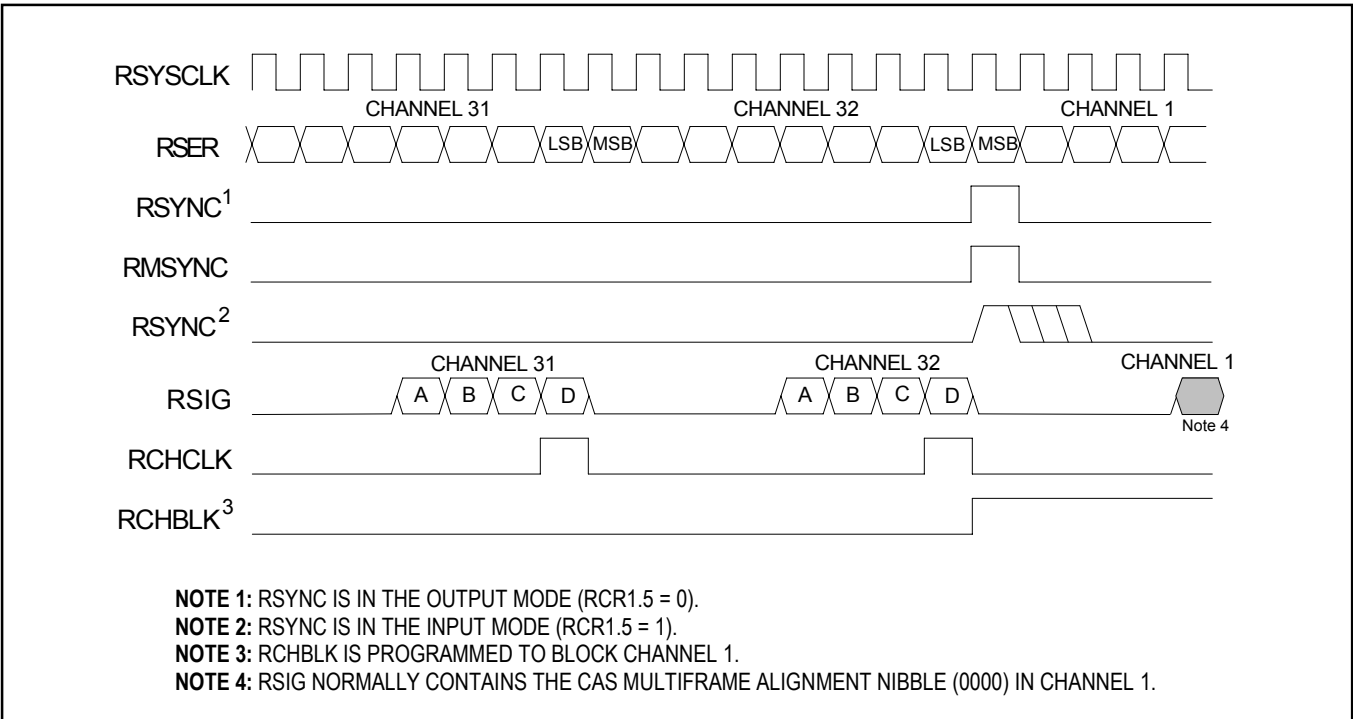 RSYSCLK
CHANNEL 31 CHANNEL 32 CHANNEL 1
RSER LSB MSB LSB MSB
RSYNC1
RMSYNC
RSYNC2
CHANNEL 31 CHANNEL 32 CHANNEL 1
RSIG A B C D A B C D
Note 4
RCHCLK
RCHBLK3
NOTE 1: RSYNC IS IN THE OUTPUT MODE (RCR1.5 = 0).
NOTE 2: RSYNC IS IN THE INPUT MODE (RCR1.5 = 1).
NOTE 3: RCHBLK IS PROGRAMMED TO BLOCK CHANNEL 1.
NOTE 4: RSIG NORMALLY CONTAINS THE CAS MULTIFRAME ALIGNMENT NIBBLE (0000) IN CHANNEL 1.